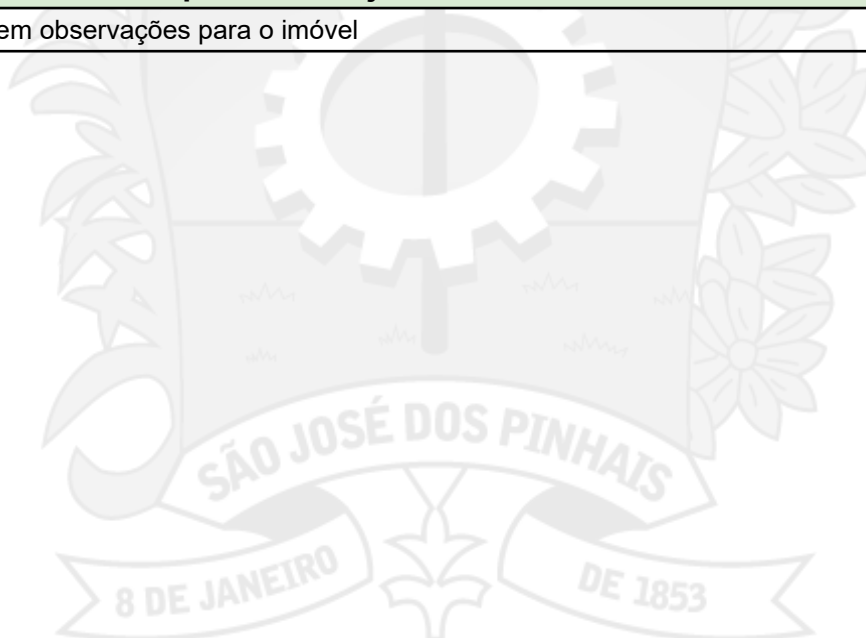 em observações para o imóvel
SÃO JOSÉ DOS PINHAIS
8 DE JANEIRO
DE 1853